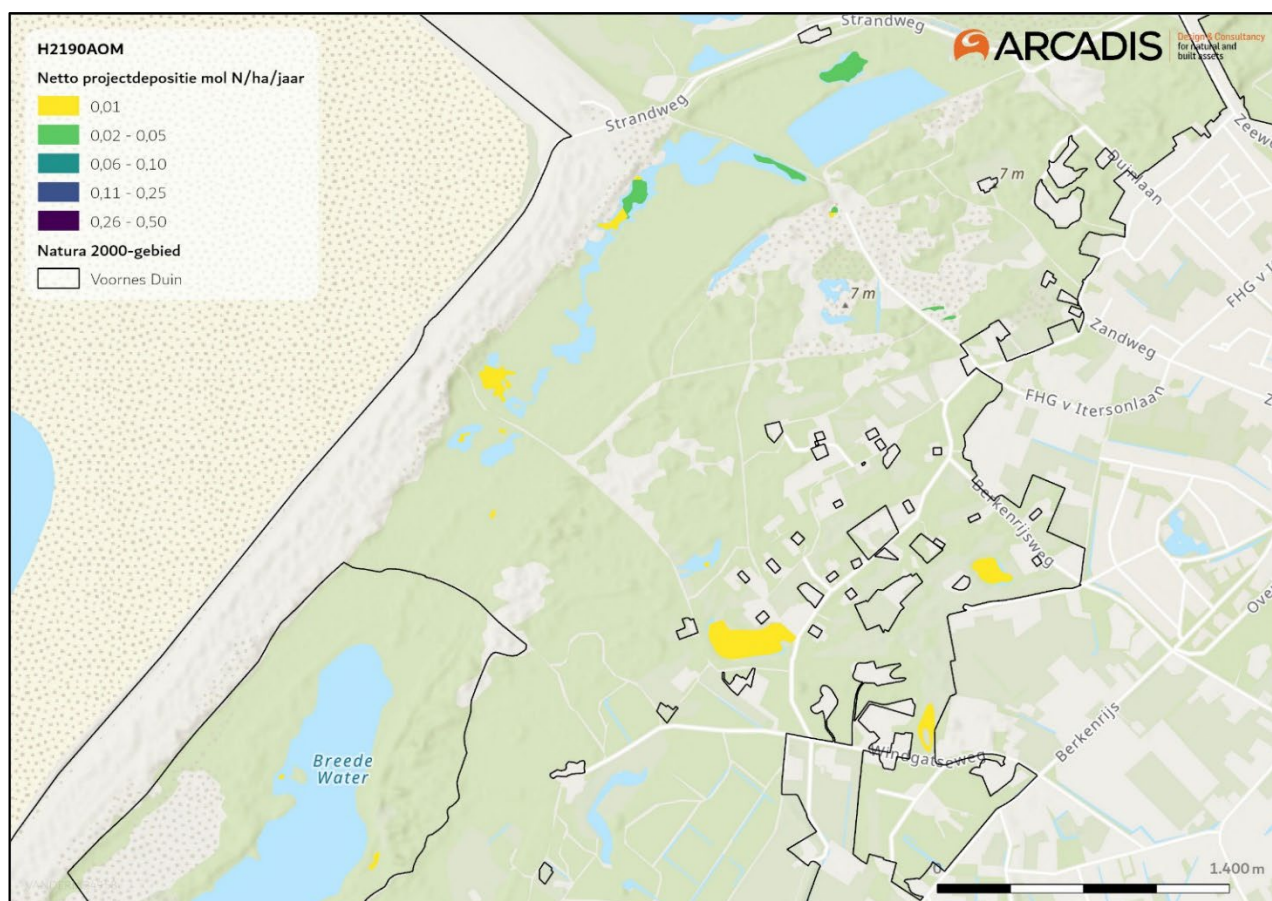 H2190AOM
Netto projectdepositie mol N/ha/jaar
0,01
0,02 - 0,05
0,06 - 0,10
0,11 - 0,25
0,26 - 0,50
Natura 2000-gebied
Voornes Duin
Strandweg
ARCADIS
Design & Consultancy
for natural and
built assets
Strandweg
Duinlaan
7 m
7 m
Zandweg
FHG v Itersonlaan
Berkenrijsweg
Breede
Water
Windgatseweg
Berkenrijs
0
1.400 m